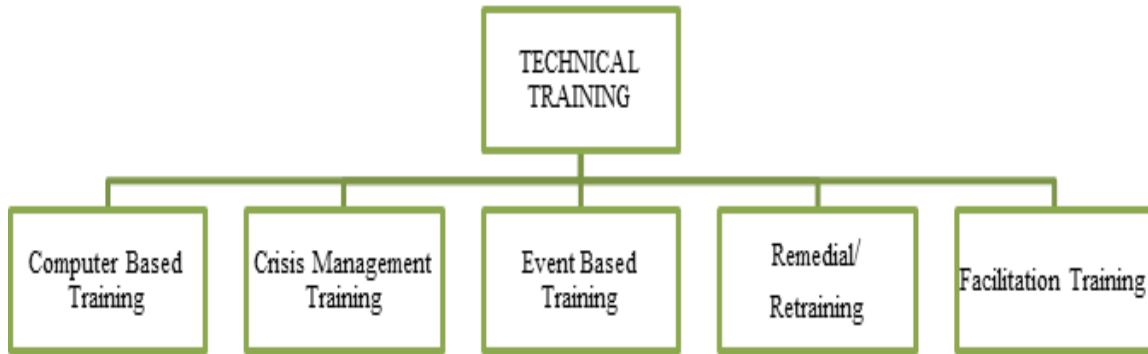 TECHNICAL
TRAINING
Computer Based
Training
Crisis Management
Training
Event Based
Training
Remedial/
Retraining
Facilitation Training